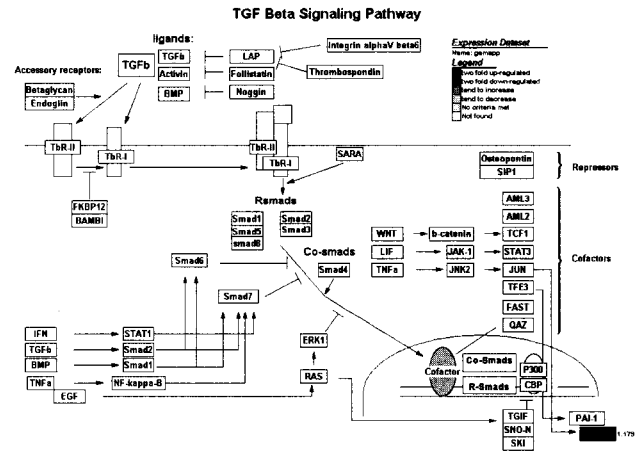 TGF Beta Signaling Pathway
ligands:
TGFb
TGFb
Activin
BMP
LAP
Follistatin
Noggin
Integrin alphaV beta6
Thrombospondin
Expression Dataset
Name: genapp
Legend
two fold up-regulated
two fold down-regulated
tend to increase
tend to decrease
No criteria met
Not found
Accessory receptors:
Betaglycan
Endoglin
TbR-II
TbR-I
TbR-II
TbR-I
SARA
FKBP12
BAMBI
Osteopontin
SIP1
Repressors
Rsmads
Smad1
Smad5
smad8
Smad2
Smad3
Co-smads
Smad4
Smad6
Smad7
WNT
b-catenin
TCF1
LIF
JAK-1
STAT3
TNFa
JNK2
JUN
AML3
AML2
TFE3
FAST
QAZ
Cofactors
IFN
STAT1
TGFb
Smad2
BMP
Smad1
TNFa
NF-kappa-B
EGF
ERK1
RAS
Cofactor
Co-Smads
R-Smads
P300
CBP
TGIF
SNO-N
SKI
PAI-1
1.179